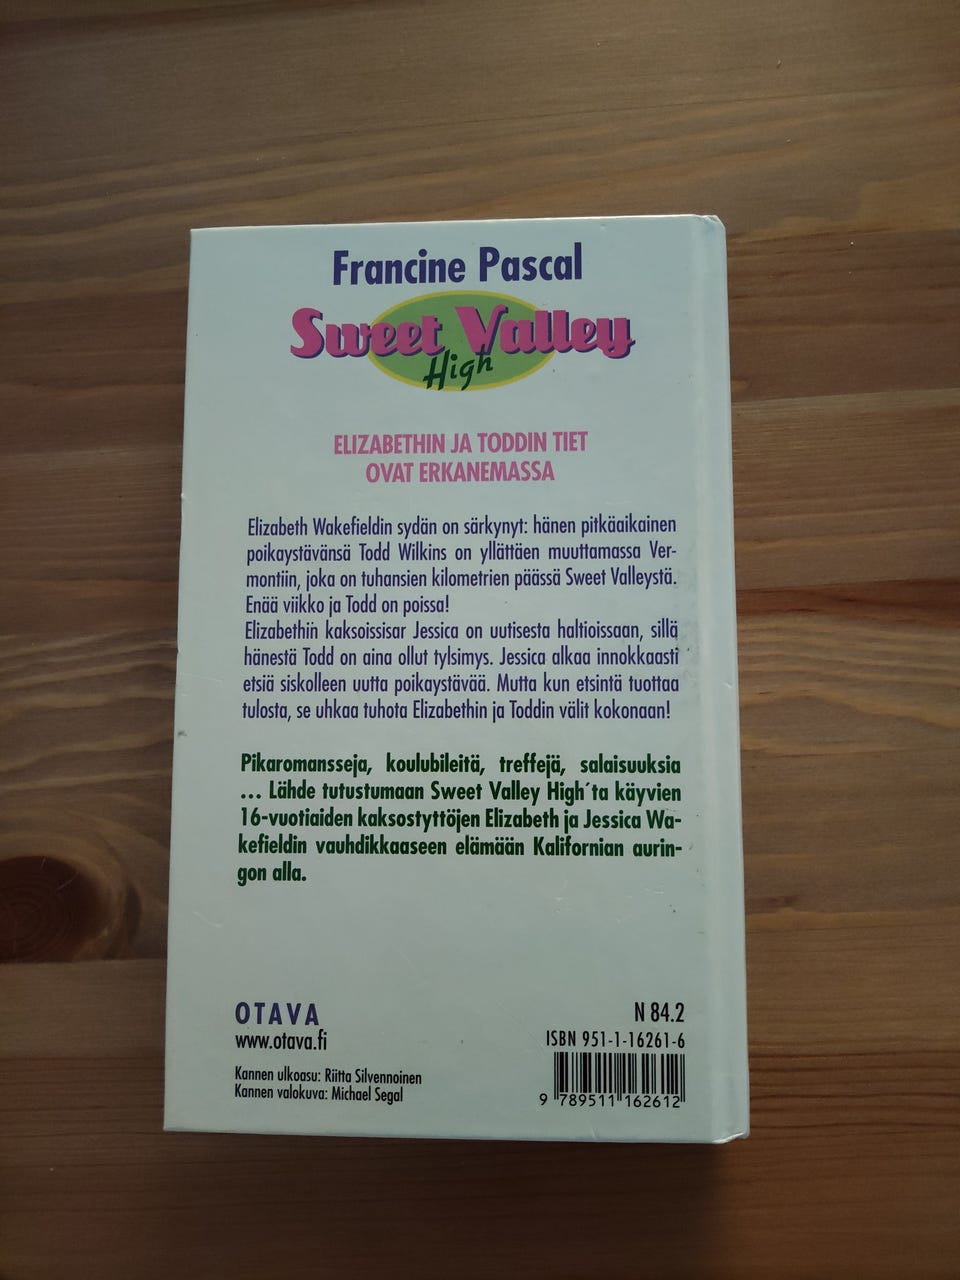 Francine Pascal
Sweet Valley
High
ELIZABETHIN JA TODDIN TIET
OVAT ERKANEMASSA
Elizabeth Wakefieldin sydän on särkynyt: hänen pitkäaikainen
poikaystävänsä Todd Wilkins on yllättäen muuttamassa Ver-
montiin, joka on tuhansien kilometrien päässä Sweet Valleystä.
Enää viikko ja Todd on poissa!
Elizabethin kaksoissisar Jessica on uutisesta haltioissaan, sillä
hänestä Todd on aina ollut tylsimys. Jessica alkaa innokkaasti
etsiä siskolleen uutta poikaystävää. Mutta kun etsintä tuottaa
tulosta, se uhkaa tuhota Elizabethin ja Toddin välit kokonaan!
Pikaromansseja, koulubileitä, treffejä, salaisuuksia
... Lähde tutustumaan Sweet Valley High´ta käyvien
16-vuotiaiden kaksostyttöjen Elizabeth ja Jessica Wa-
kefieldin vauhdikkaaseen elämään Kalifornian aurin-
gon alla.
OTAVA
www.otava.fi
Kannen ulkoasu: Riitta Silvennoinen
Kannen valokuva: Michael Segal
N 84.2
ISBN 951-1-16261-6
9 789511 162612